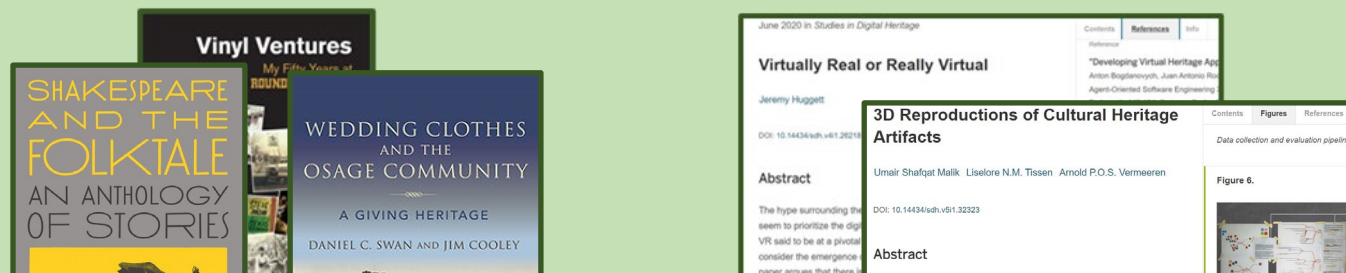 Vinyl Ventures
My Fifty Years at
ROUND
SHAKESPEARE
AND THE
FOLKTALE
AN ANTHOLOGY
OF STORIES
WEDDING CLOTHES
AND THE
OSAGE COMMUNITY
A GIVING HERITAGE
DANIEL C. SWAN AND JIM COOLEY
June 2020 in Studies in Digital Heritage
Virtually Real or Really Virtual
Jeremy Huggett
DOI: 10.14434/sdh.v4i1.26218
Abstract
The hype surrounding the
seem to prioritize the digi
VR said to be at a pivotal
consider the emergence
paper argues that there i
Contents References Info
Reference
"Developing Virtual Heritage App
Anton Bogdanovych, Juan Antonio Ro
Agent-Oriented Software Engineering
3D Reproductions of Cultural Heritage
Artifacts
Umair Shafqat Malik Liselore N.M. Tissen Arnold P.O.S. Vermeeren
DOI: 10.14434/sdh.v5i1.32323
Abstract
Contents Figures References
Data collection and evaluation pipelin
Figure 6.